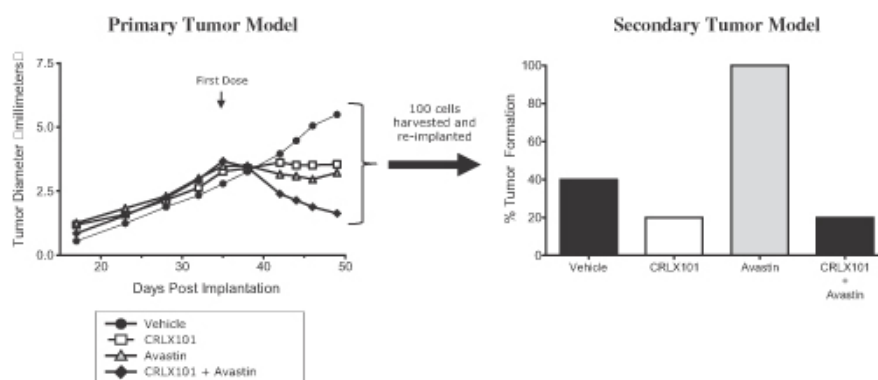 Primary Tumor Model
Secondary Tumor Model
Tumor Diameter □millimeters□
7.5
5.0
2.5
0.0
First Dose
20
30
40
50
Days Post Implantation
Vehicle
CRLX101
Avastin
CRLX101 + Avastin
100 cells
harvested and
re-implanted
% Tumor Formation
100
80
60
40
20
0
Vehicle
CRLX101
Avastin
CRLX101
+
Avastin